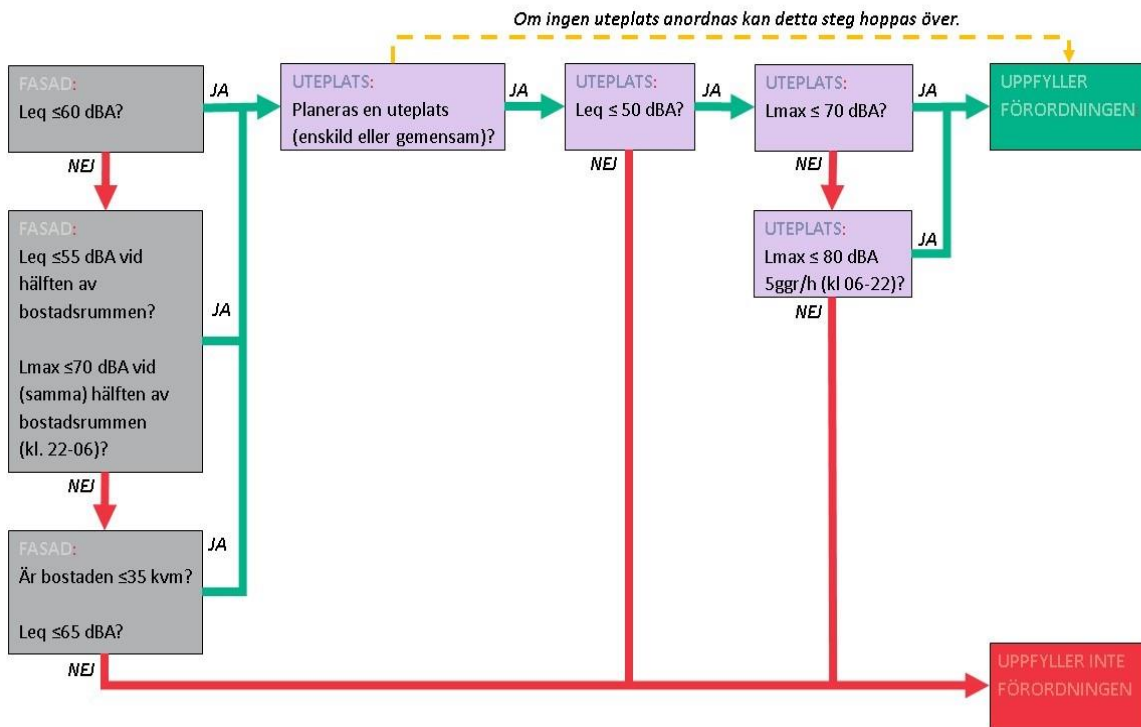 Om ingen uteplats anordnas kan detta steg hoppas över.
FASAD:
Leq ≤60 dBA?
JA
NEJ
UTEPLATS:
Planeras en uteplats
(enskild eller gemensam)?
JA
UTEPLATS:
Leq ≤ 50 dBA?
JA
NEJ
UTEPLATS:
Lmax ≤ 70 dBA?
JA
NEJ
UPPFYLLER
FÖRORDNINGEN
FASAD:
Leq ≤55 dBA vid
hälften av
bostadsrummen?
Lmax ≤70 dBA vid
(samma) hälften av
bostadsrummen
(kl. 22-06)?
JA
NEJ
UTEPLATS:
Lmax ≤ 80 dBA
5ggr/h (kl 06-22)?
JA
NEJ
FASAD:
Är bostaden ≤35 kvm?
Leq ≤65 dBA?
JA
NEJ
UPPFYLLER INTE
FÖRORDNINGEN